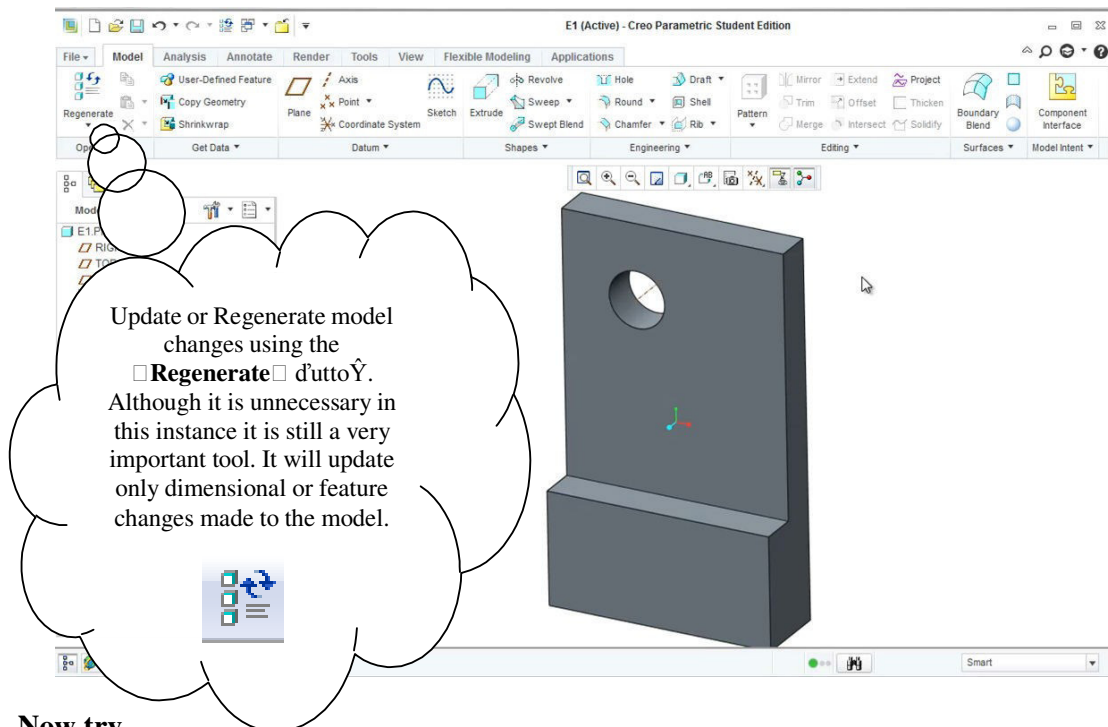 E1 (Active) - Creo Parametric Student Edition
File Model Analysis Annotate Render Tools View Flexible Modeling Applications
Regenerate
User-Defined Feature
Copy Geometry
Shrinkwrap
Plane
Axis
Point
Coordinate System
Sketch
Extrude
Revolve
Sweep
Swept Blend
Hole
Round
Chamfer
Draft
Shell
Rib
Pattern
Mirror
Trim
Merge
Extend
Offset
Intersect
Project
Thicken
Solidify
Boundary
Blend
Component
Interface
Get Data Datum Shapes Engineering Editing Surfaces Model Intent
Update or Regenerate model
changes using the
□Regenerate□ ďuttoŶ.
Although it is unnecessary in
this instance it is still a very
important tool. It will update
only dimensional or feature
changes made to the model.
Smart
Now try